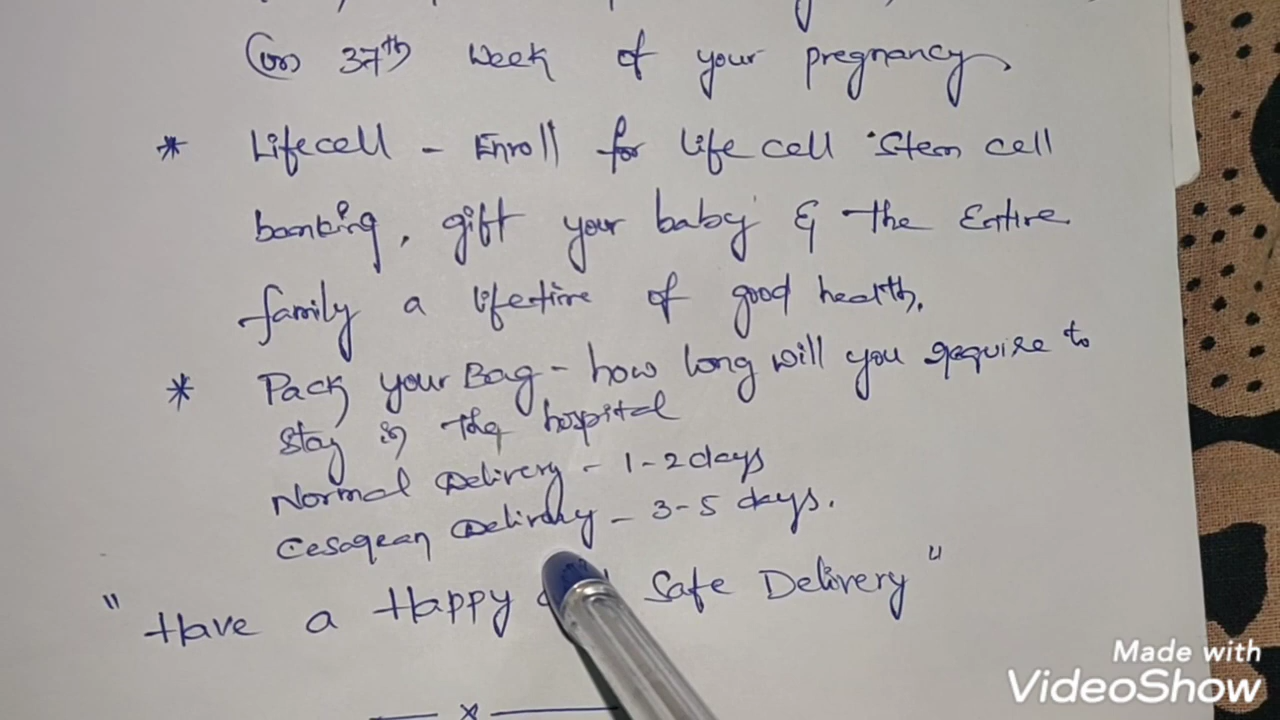 (or) 37th week of your pregnancy.
* Lifecell - Enroll for life cell Stem cell
banking, gift your baby & the Entire
family a lifetime of good health.
* Pack your Bag - how long will you require to
stay in the hospital
Normal Delivery - 1-2 days
Cesarean Delivery - 3-5 days.
"Have a Happy Safe Delivery"
x
Made with
VideoShow